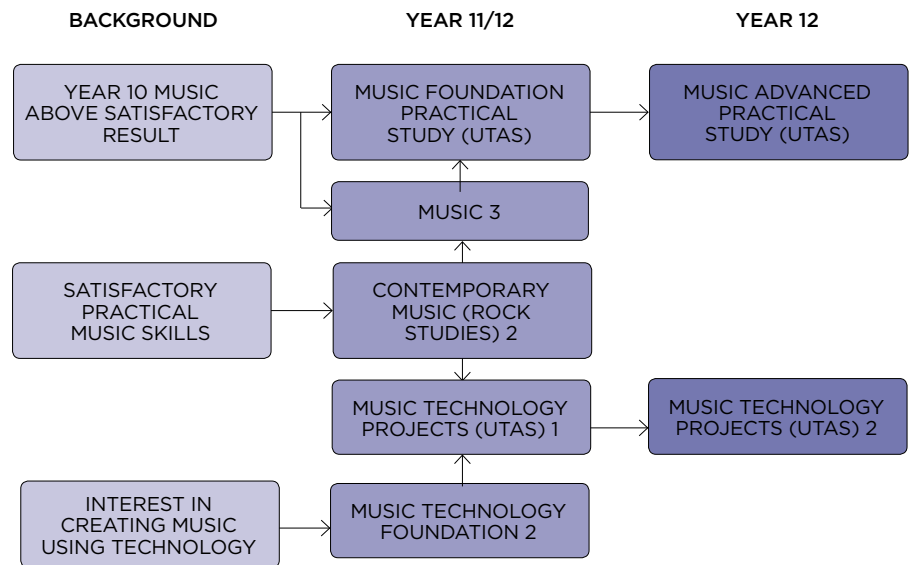 BACKGROUND
YEAR 11/12
YEAR 12
YEAR 10 MUSIC
ABOVE SATISFACTORY
RESULT
MUSIC FOUNDATION
PRACTICAL
STUDY (UTAS)
MUSIC ADVANCED
PRACTICAL
STUDY (UTAS)
MUSIC 3
SATISFACTORY
PRACTICAL
MUSIC SKILLS
CONTEMPORARY
MUSIC (ROCK
STUDIES) 2
MUSIC TECHNOLOGY
PROJECTS (UTAS) 1
MUSIC TECHNOLOGY
PROJECTS (UTAS) 2
INTEREST IN
CREATING MUSIC
USING TECHNOLOGY
MUSIC TECHNOLOGY
FOUNDATION 2